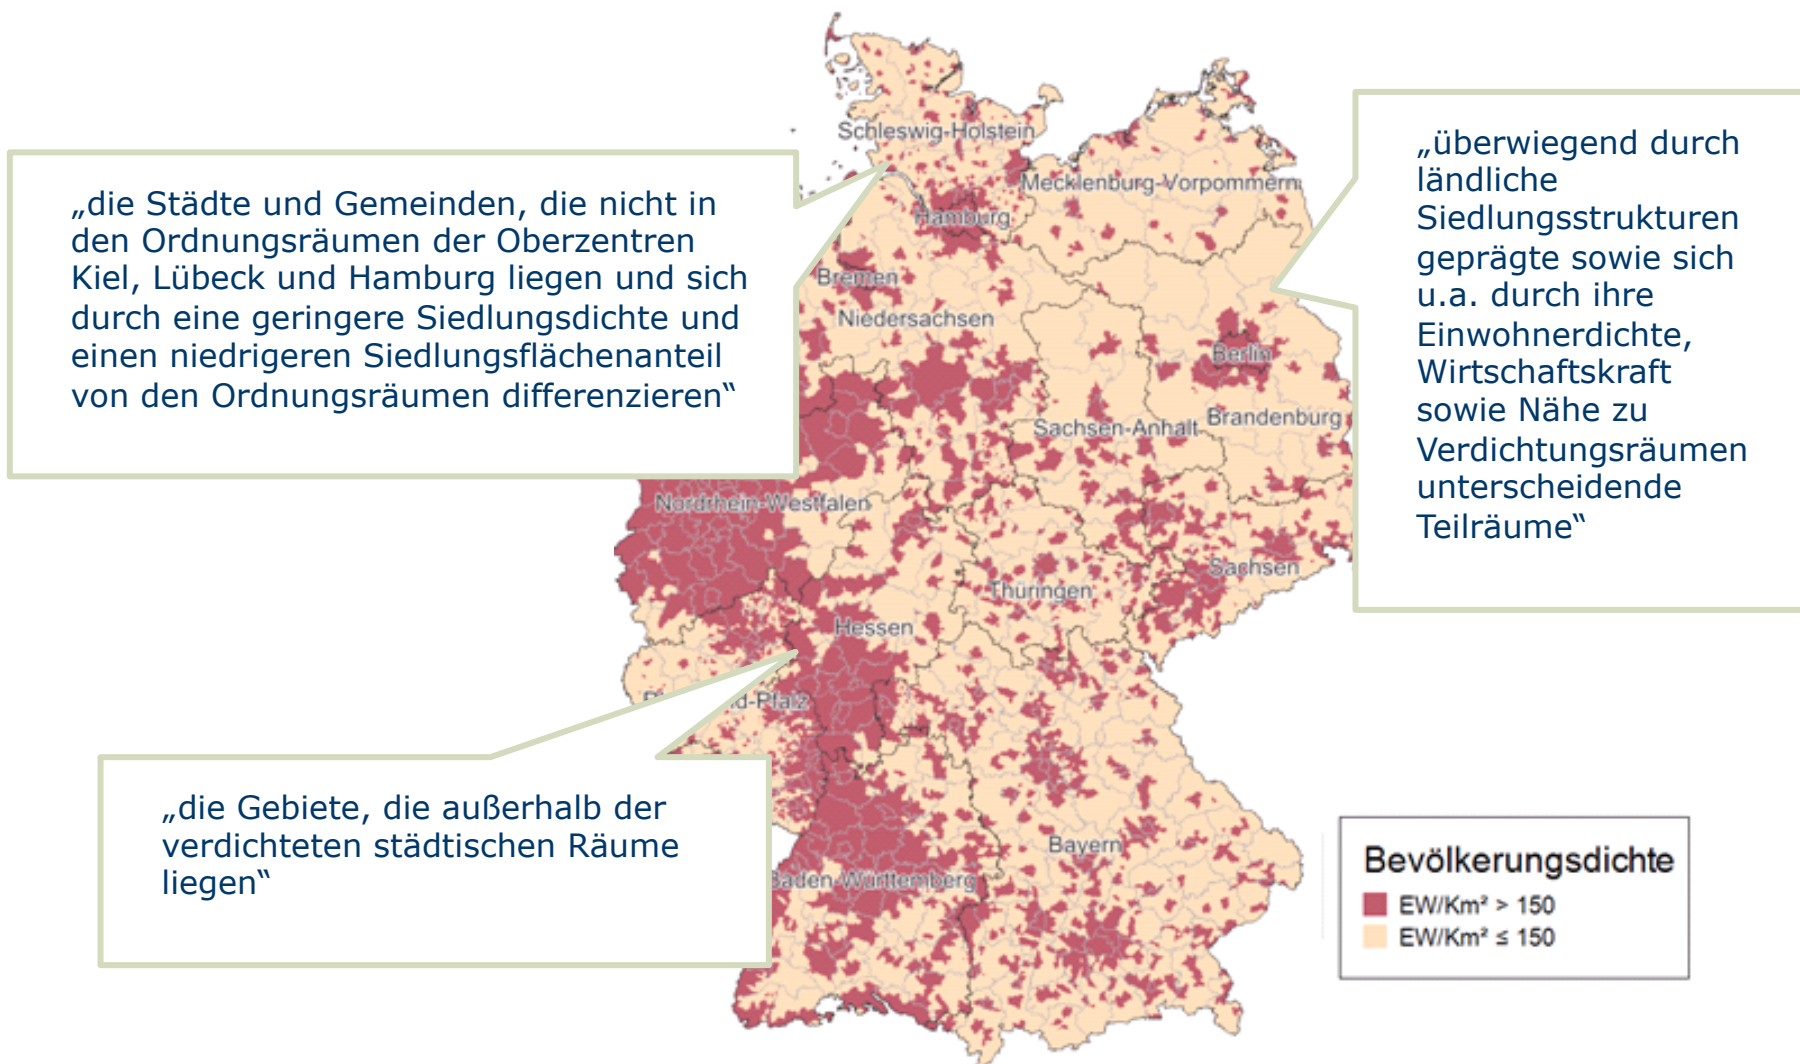 Schleswig-Holstein
Mecklenburg-Vorpommern
Hamburg
Bremen
Niedersachsen
Berlin
Sachsen-Anhalt
Brandenburg
Nordrhein-Westfalen
Sachsen
Thüringen
Hessen
d-Pfalz
Bayern
Baden-Württemberg
„die Städte und Gemeinden, die nicht in
den Ordnungsräumen der Oberzentren
Kiel, Lübeck und Hamburg liegen und sich
durch eine geringere Siedlungsdichte und
einen niedrigeren Siedlungsflächenanteil
von den Ordnungsräumen differenzieren“
„überwiegend durch
ländliche
Siedlungsstrukturen
geprägte sowie sich
u.a. durch ihre
Einwohnerdichte,
Wirtschaftskraft
sowie Nähe zu
Verdichtungsräumen
unterscheidende
Teilräume“
„die Gebiete, die außerhalb der
verdichteten städtischen Räume
liegen“
Bevölkerungsdichte
EW/Km² > 150
EW/Km² ≤ 150